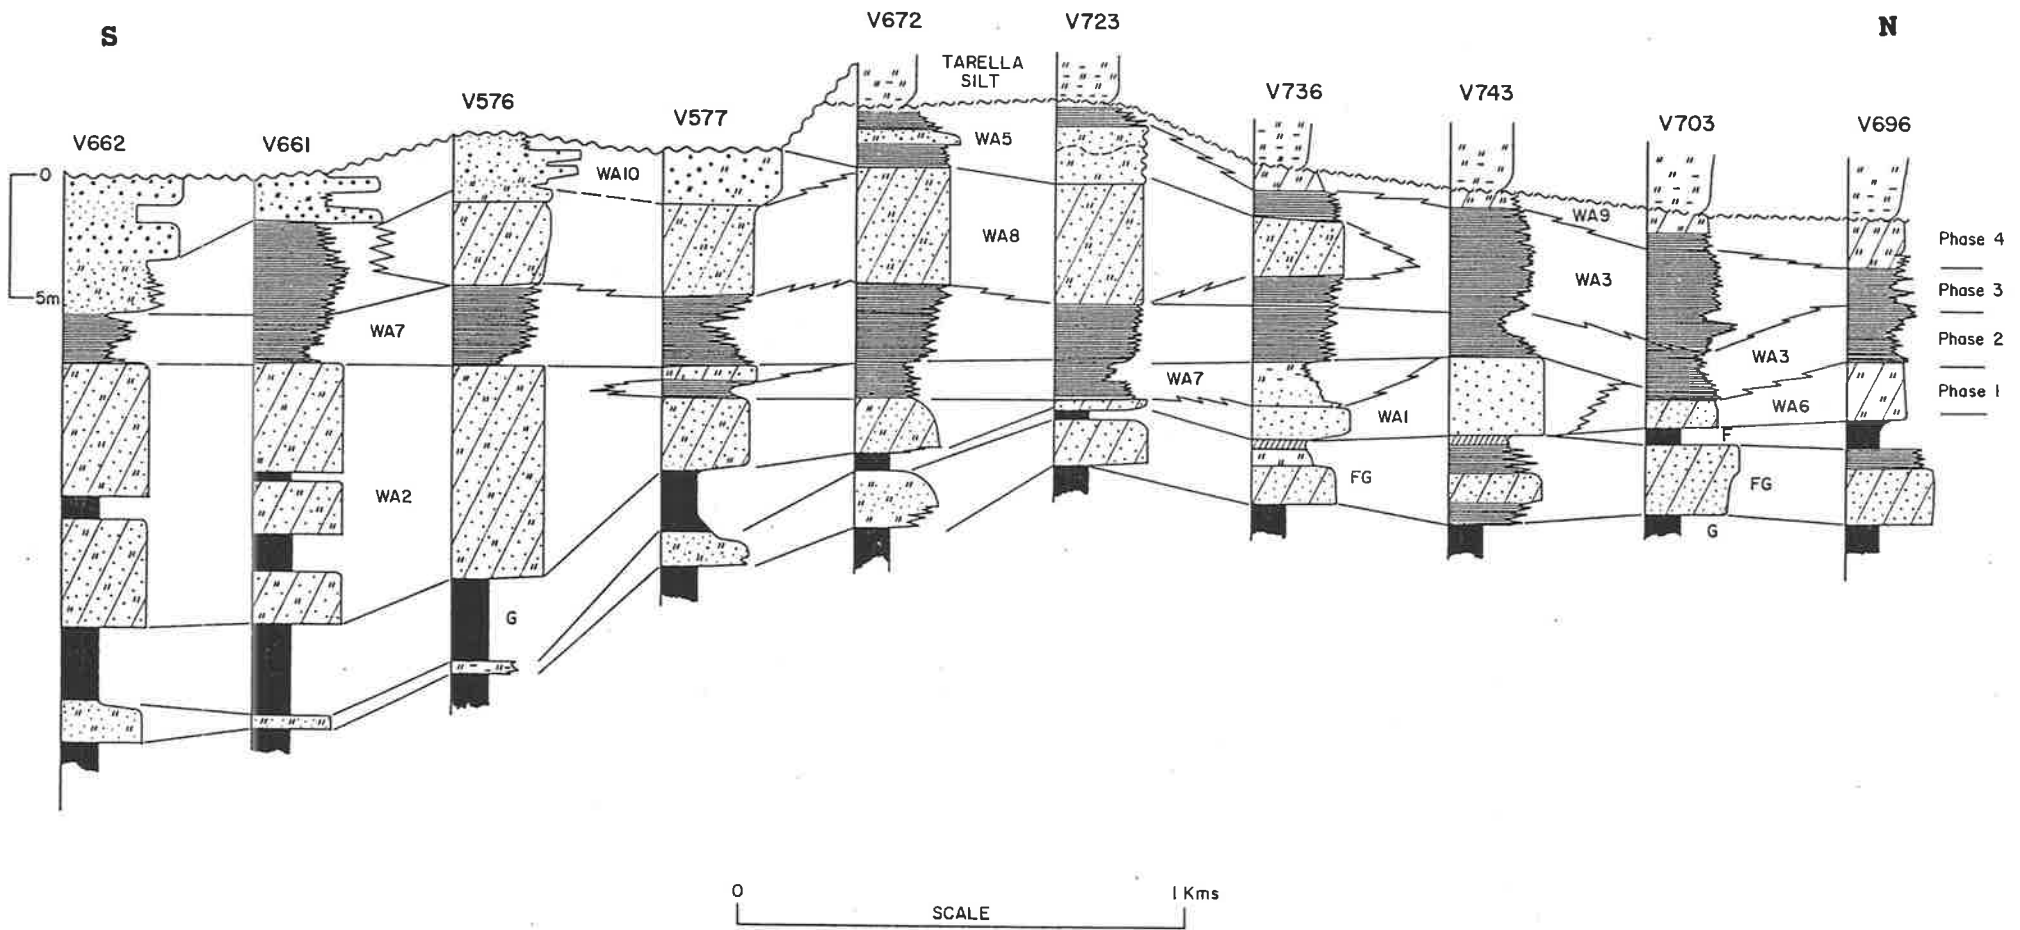 S
N
V662
V661
V576
V577
V672
V723
V736
V743
V703
V696
TARELLA
SILT
0
5m
WA10
WA5
WA8
WA9
WA3
WA7
WA3
WA7
WA1
WA6
WA2
F
FG
FG
G
G
Phase 4
Phase 3
Phase 2
Phase 1
0
1 Kms
SCALE